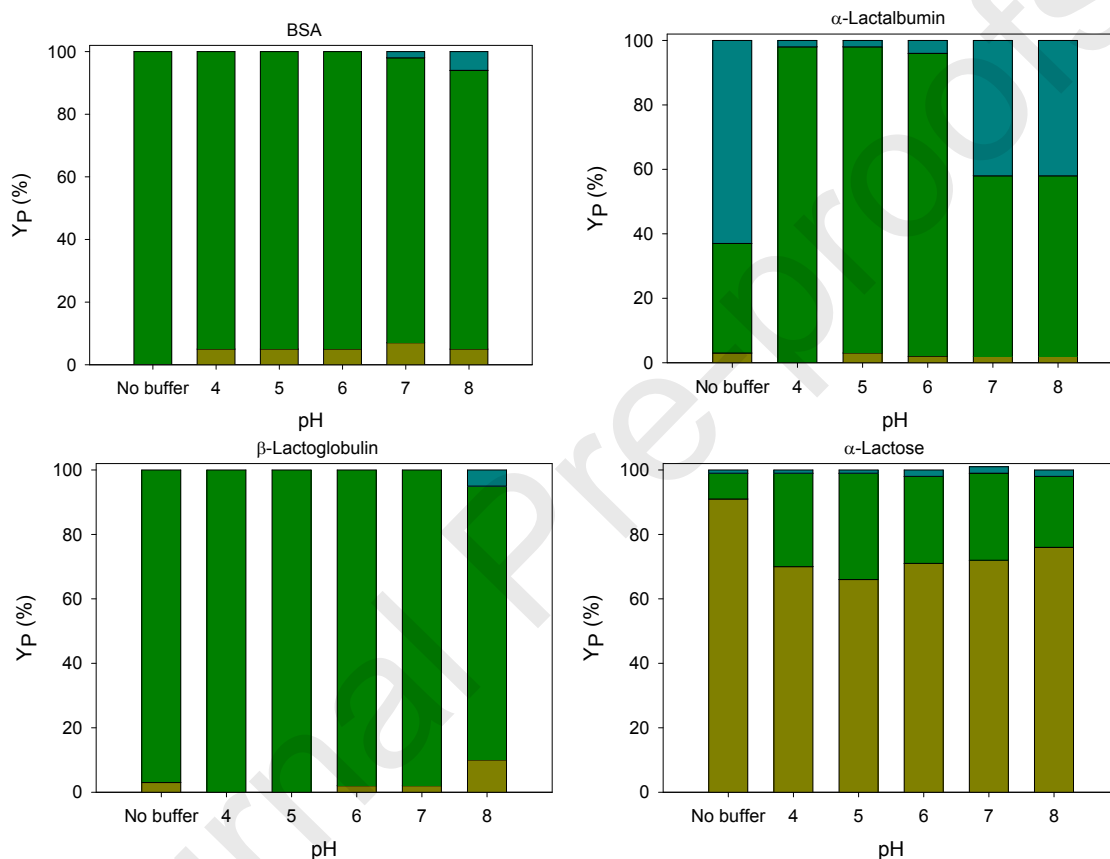 BSA
100
80
60
40
20
0
YP (%)
No buffer 4 5 6 7 8
pH
α-Lactalbumin
100
80
60
40
20
0
YP (%)
No buffer 4 5 6 7 8
pH
β-Lactoglobulin
100
80
60
40
20
0
YP (%)
No buffer 4 5 6 7 8
pH
α-Lactose
100
80
60
40
20
0
YP (%)
No buffer 4 5 6 7 8
pH
urnal Pre-proofs